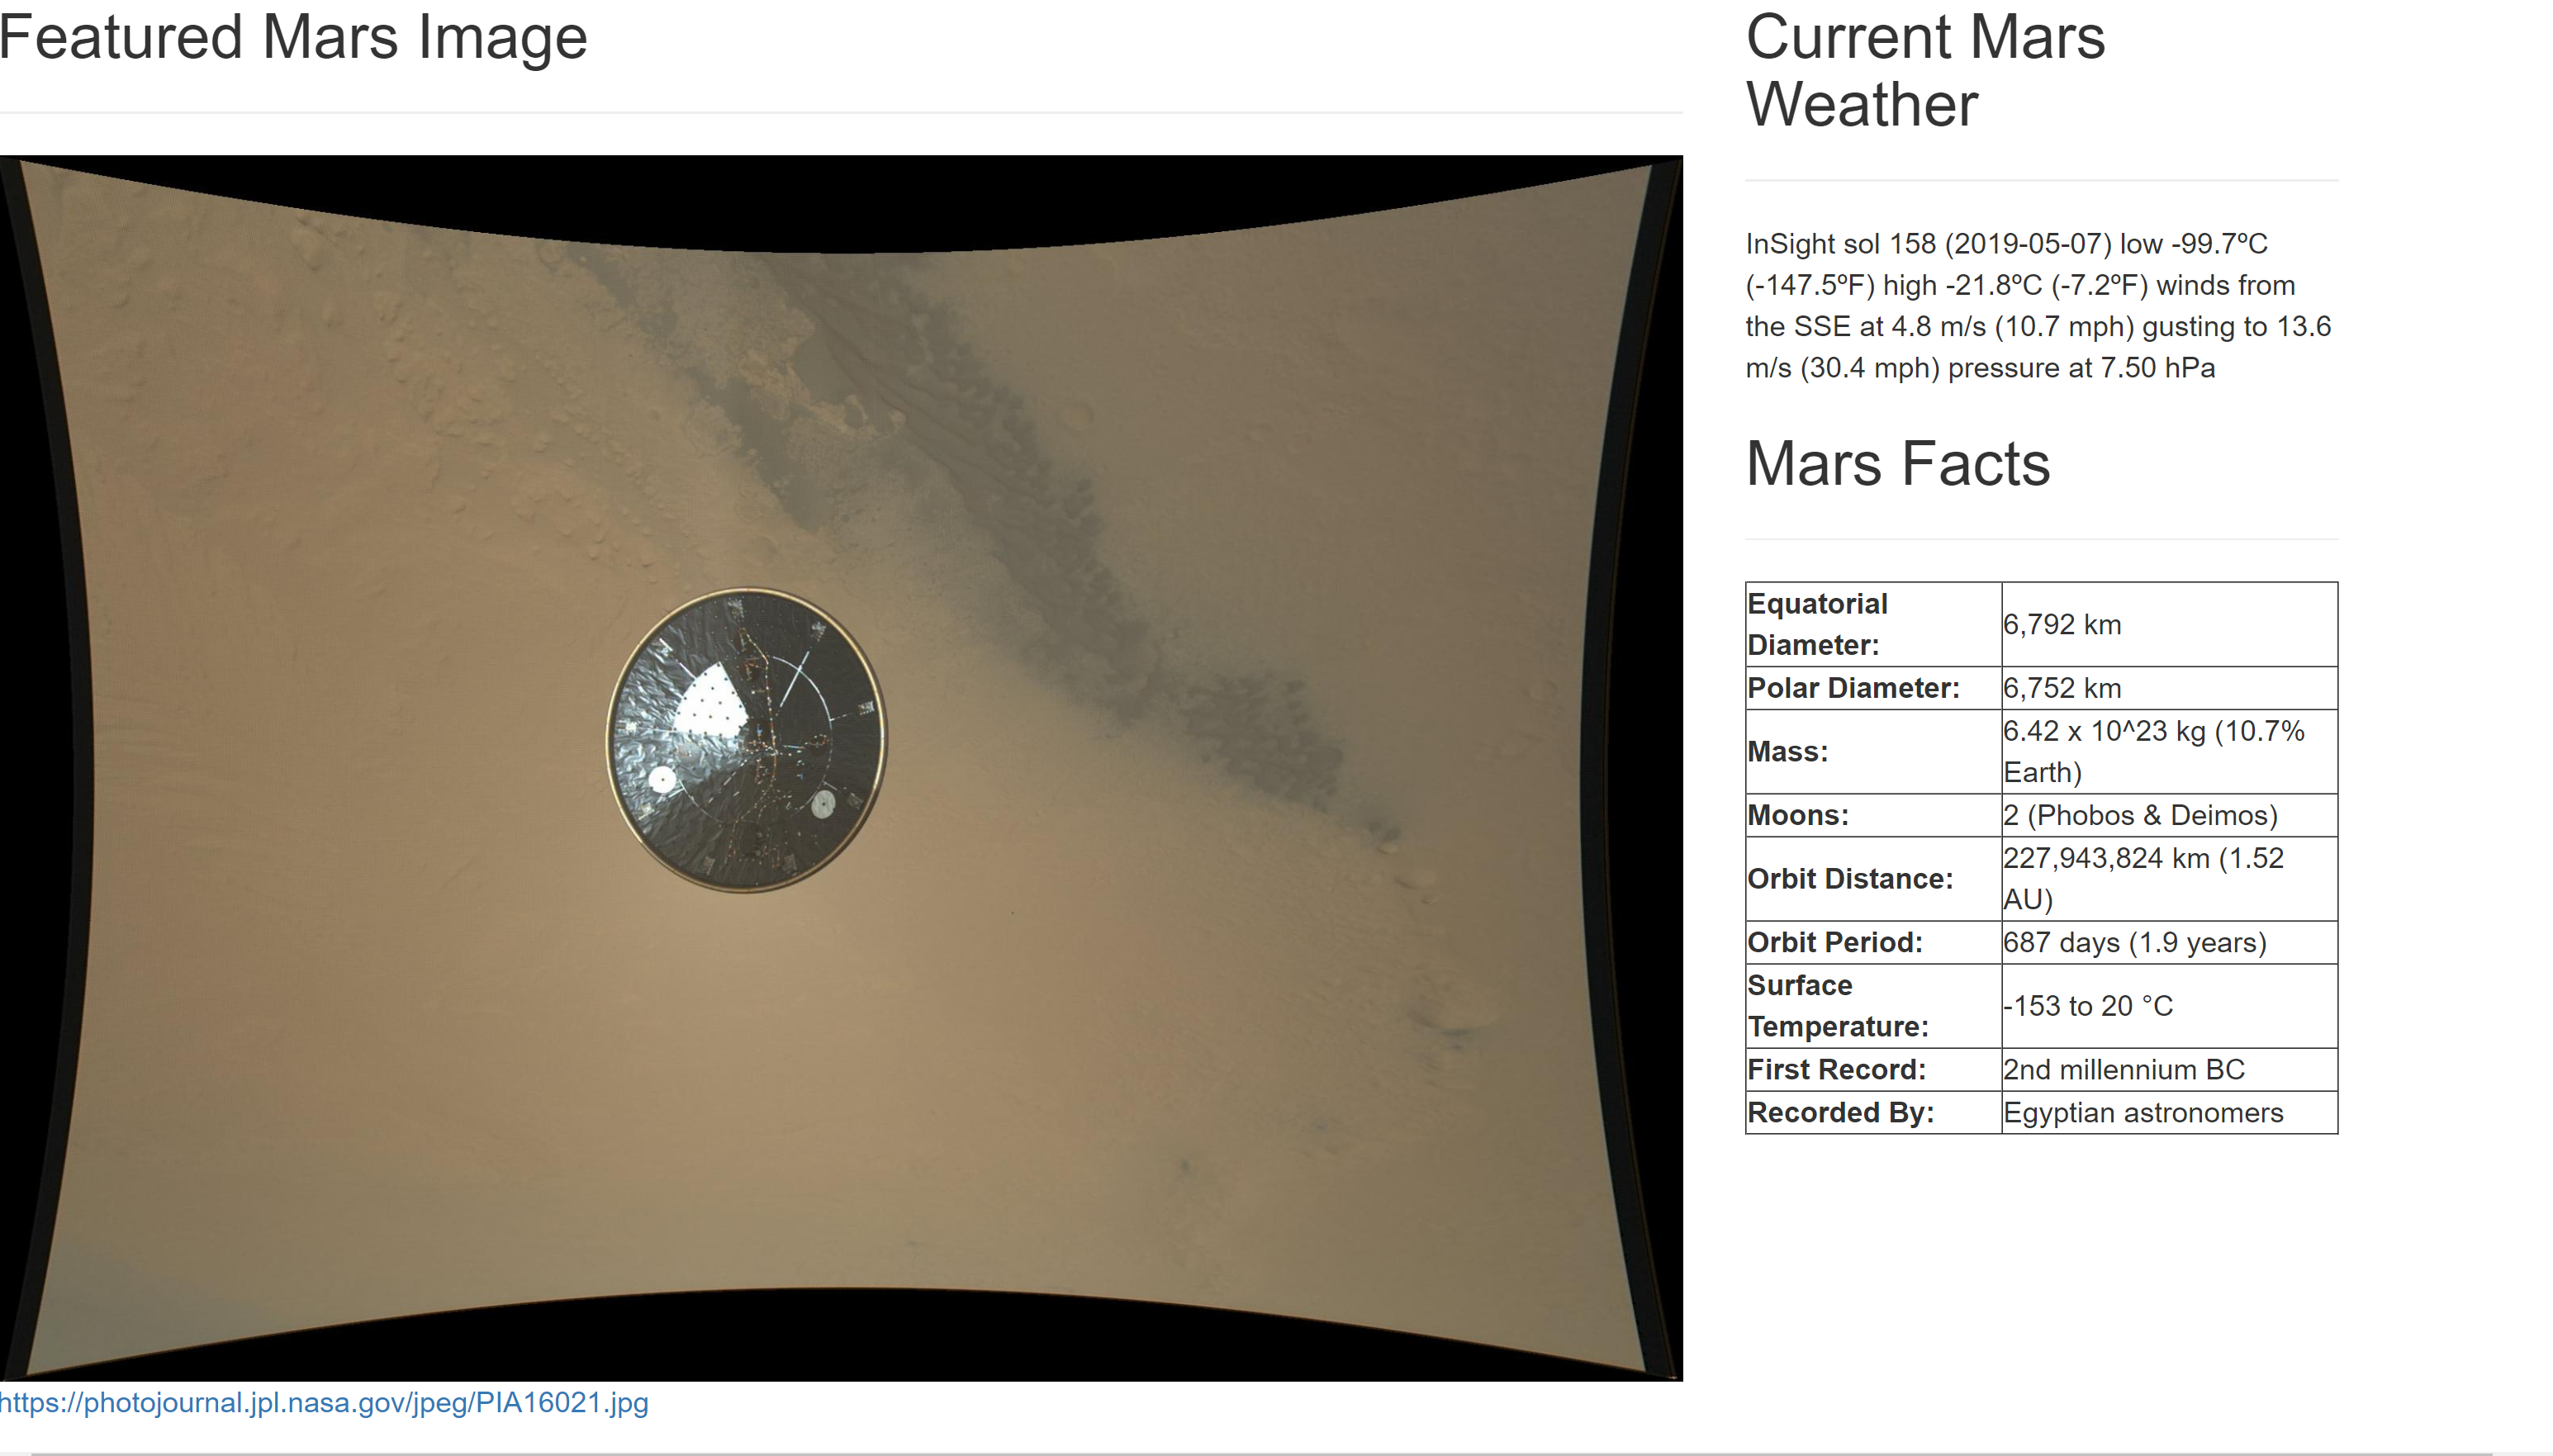 Featured Mars Image
https://photojournal.jpl.nasa.gov/jpeg/PIA16021.jpg
Current Mars
Weather
InSight sol 158 (2019-05-07) low -99.7ºC
(-147.5ºF) high -21.8ºC (-7.2ºF) winds from
the SSE at 4.8 m/s (10.7 mph) gusting to 13.6
m/s (30.4 mph) pressure at 7.50 hPa
Mars Facts
Equatorial
Diameter:
6,792 km
Polar Diameter: 6,752 km
Mass:
6.42 x 10^23 kg (10.7%
Earth)
Moons: 2 (Phobos & Deimos)
Orbit Distance:
227,943,824 km (1.52
AU)
Orbit Period: 687 days (1.9 years)
Surface
Temperature:
-153 to 20 °C
First Record: 2nd millennium BC
Recorded By: Egyptian astronomers